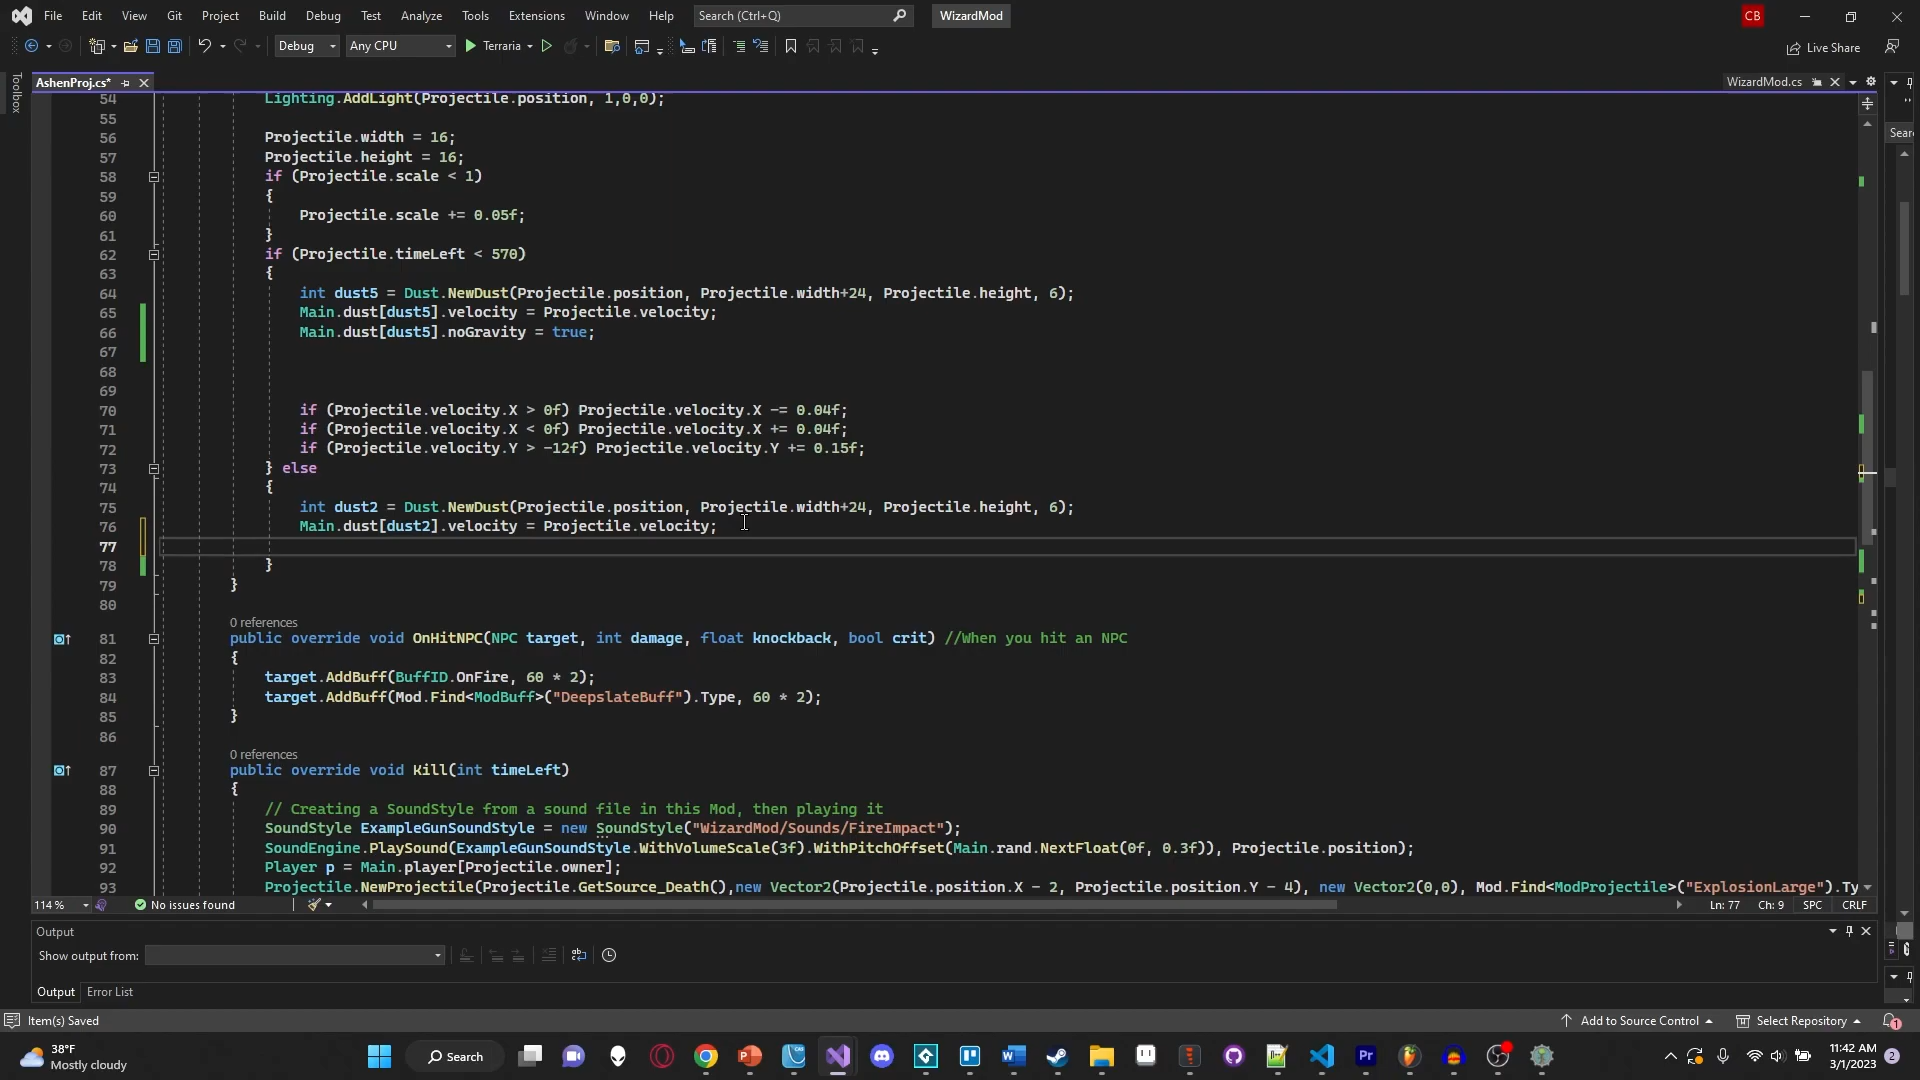 File Edit View Git Project Build Debug Test Analyze Tools Extensions Window Help Search (Ctrl+Q) WizardMod CB
Debug Any CPU Terraria Live Share
Toolbox
AshenProj.cs* WizardMod.cs
Sear
54 Lighting.AddLight(Projectile.position, 1,0,0);
55
56 Projectile.width = 16;
57 Projectile.height = 16;
58 if (Projectile.scale < 1)
59 {
60 Projectile.scale += 0.05f;
61 }
62 if (Projectile.timeLeft < 570)
63 {
64 int dust5 = Dust.NewDust(Projectile.position, Projectile.width+24, Projectile.height, 6);
65 Main.dust[dust5].velocity = Projectile.velocity;
66 Main.dust[dust5].noGravity = true;
67
68
69
70 if (Projectile.velocity.X > 0f) Projectile.velocity.X -= 0.04f;
71 if (Projectile.velocity.X < 0f) Projectile.velocity.X += 0.04f;
72 if (Projectile.velocity.Y > -12f) Projectile.velocity.Y += 0.15f;
73 } else
74 {
75 int dust2 = Dust.NewDust(Projectile.position, Projectile.width+24, Projectile.height, 6);
76 Main.dust[dust2].velocity = Projectile.velocity;
77
78 }
79 }
80
0 references
81 public override void OnHitNPC(NPC target, int damage, float knockback, bool crit) //When you hit an NPC
82 {
83 target.AddBuff(BuffID.OnFire, 60 * 2);
84 target.AddBuff(Mod.Find<ModBuff>("DeepslateBuff").Type, 60 * 2);
85 }
86
0 references
87 public override void Kill(int timeLeft)
88 {
89 // Creating a SoundStyle from a sound file in this Mod, then playing it
90 SoundStyle ExampleGunSoundStyle = new SoundStyle("WizardMod/Sounds/FireImpact");
91 SoundEngine.PlaySound(ExampleGunSoundStyle.WithVolumeScale(3f).WithPitchOffset(Main.rand.NextFloat(0f, 0.3f)), Projectile.position);
92 Player p = Main.player[Projectile.owner];
93 Projectile.NewProjectile(Projectile.GetSource_Death(),new Vector2(Projectile.position.X - 2, Projectile.position.Y - 4), new Vector2(0,0), Mod.Find<ModProjectile>("ExplosionLarge").Ty
114 % No issues found Ln: 77 Ch: 9 SPC CRLF
Output
Show output from:
Output Error List
Item(s) Saved Add to Source Control Select Repository 1
38°F
Mostly cloudy
Search
11:42 AM
3/1/2023
2